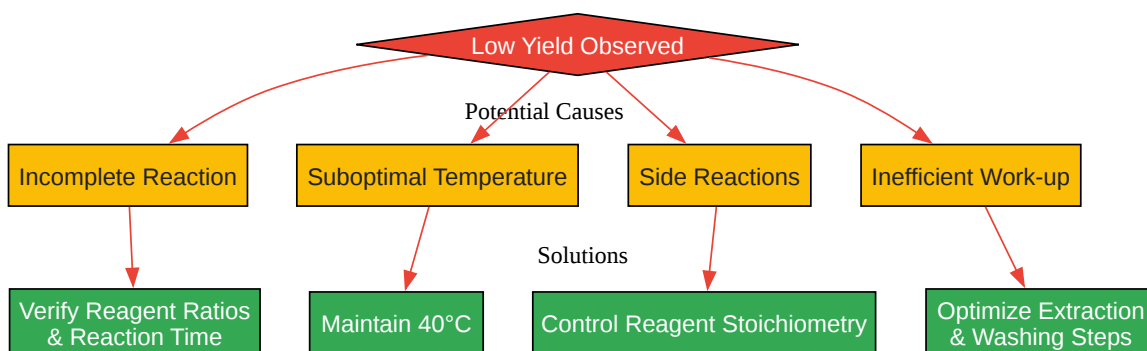 Low Yield Observed
Potential Causes
Incomplete Reaction
Suboptimal Temperature
Side Reactions
Inefficient Work-up
Solutions
Verify Reagent Ratios
& Reaction Time
Maintain 40°C
Control Reagent Stoichiometry
Optimize Extraction
& Washing Steps